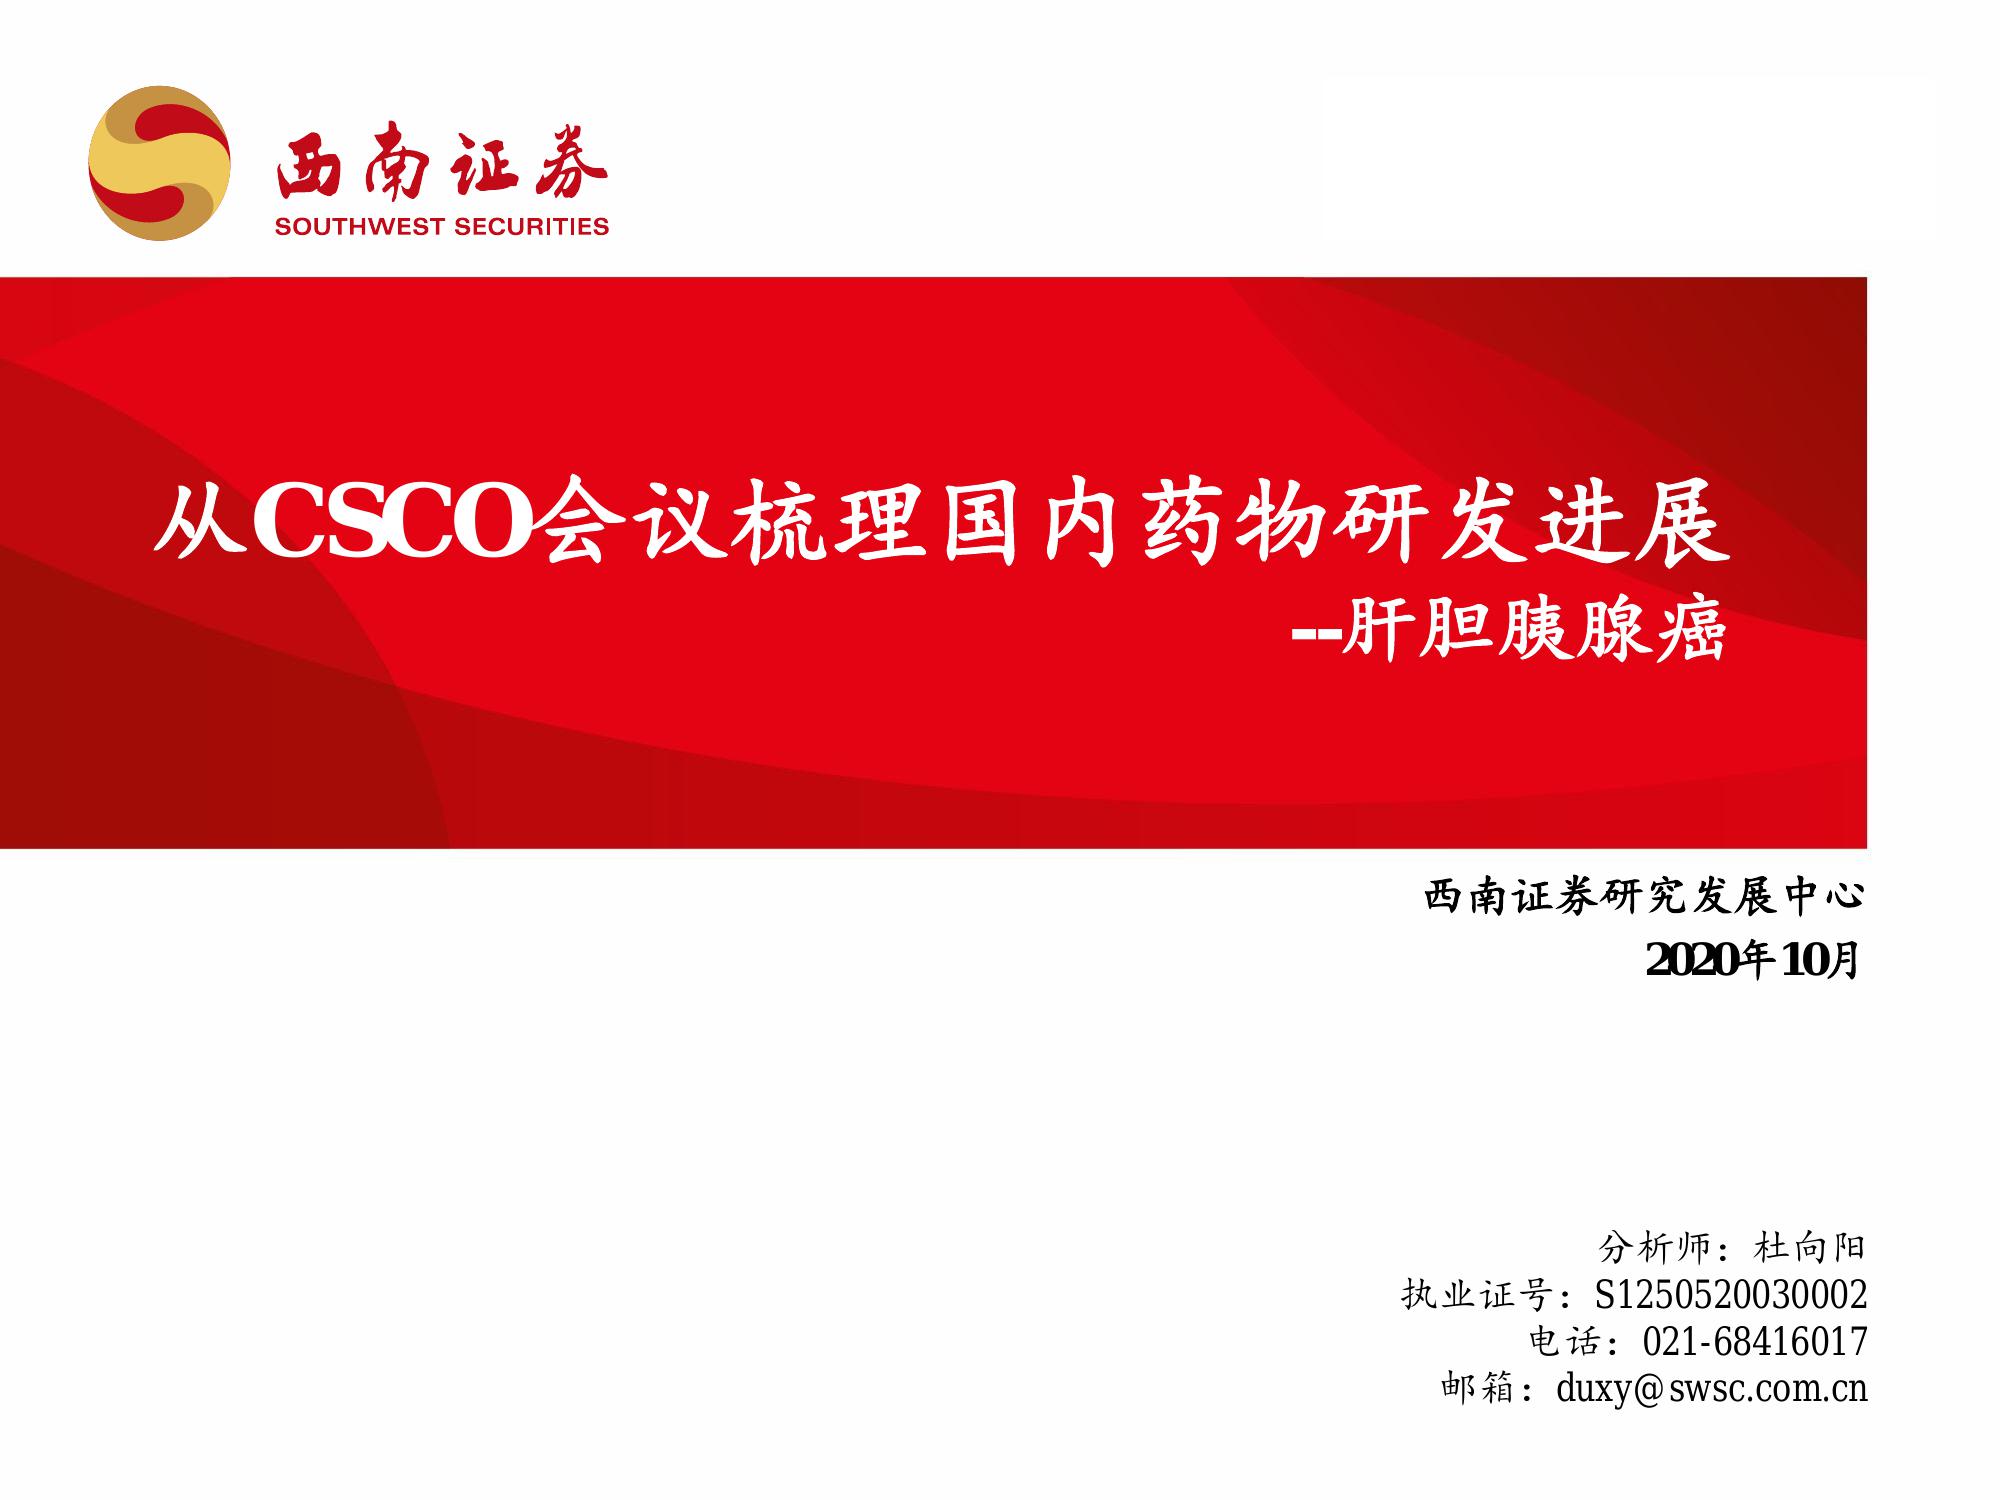 西南证券
SOUTHWEST SECURITIES
从CSCO会议梳理国内药物研发进展
--肝胆胰腺癌
西南证券研究发展中心
2020年10月
分析师：杜向阳
执业证号：S1250520030002
电话：021-68416017
邮箱：duxy@swsc.com.cn